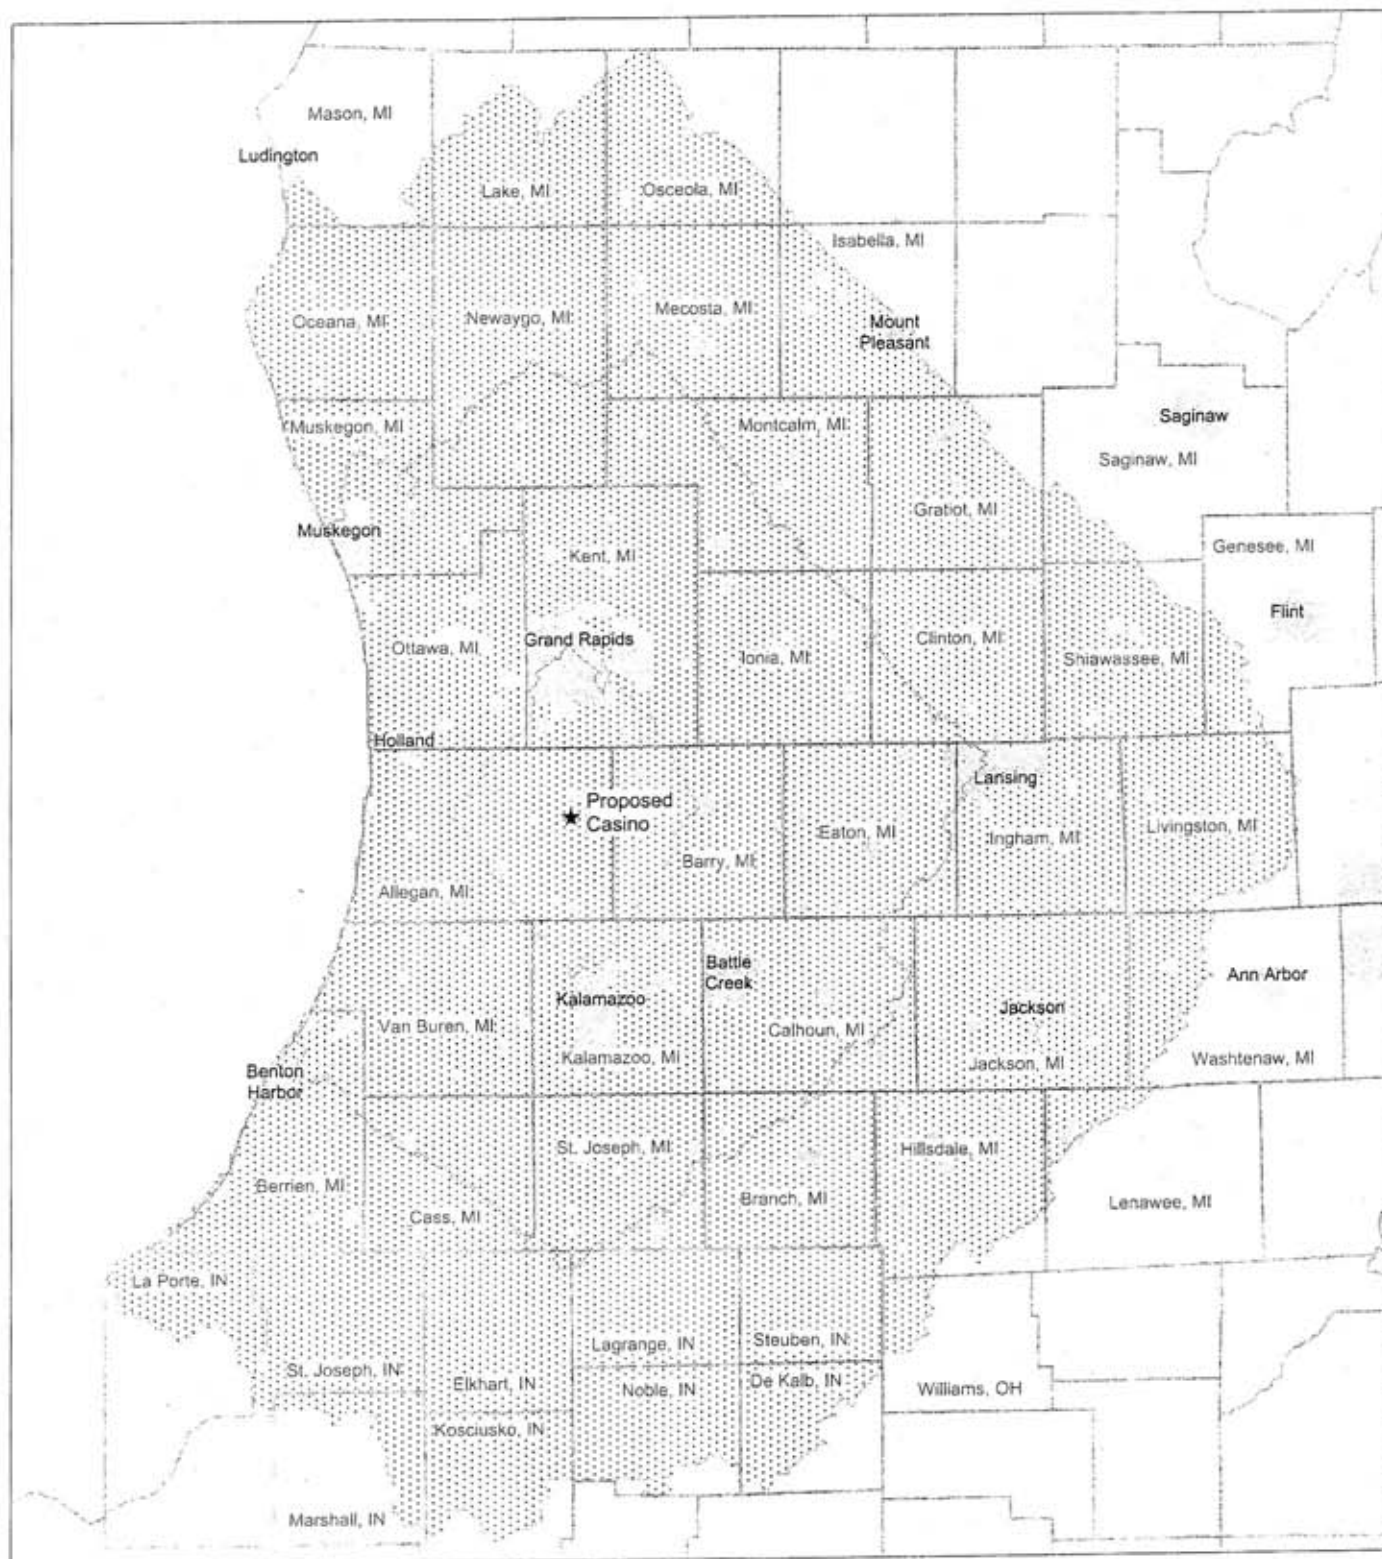 Mason, MI
Ludington
Lake, MI
Osceola, MI
Isabella, MI
Oceana, MI
Newaygo, MI
Mecosta, MI
Mount
Pleasant
Muskegon, MI
Montcalm, MI
Saginaw
Saginaw, MI
Gratiot, MI
Muskegon
Kent, MI
Genesee, MI
Flint
Ottawa, MI
Grand Rapids
Ionia, MI
Clinton, MI
Shiawassee, MI
Holland
Lansing
Proposed
Casino
Eaton, MI
Ingham, MI
Livingston, MI
Barry, MI
Allegan, MI
Battle
Creek
Ann Arbor
Kalamazoo
Jackson
Van Buren, MI
Calhoun, MI
Kalamazoo, MI
Jackson, MI
Washtenaw, MI
Benton
Harbor
St. Joseph, MI
Hillsdale, MI
Berrien, MI
Cass, MI
Branch, MI
Lenawee, MI
La Porte, IN
Lagrange, IN
Steuben, IN
St. Joseph, IN
Elkhart, IN
Noble, IN
De Kalb, IN
Williams, OH
Kosciusko, IN
Marshall, IN